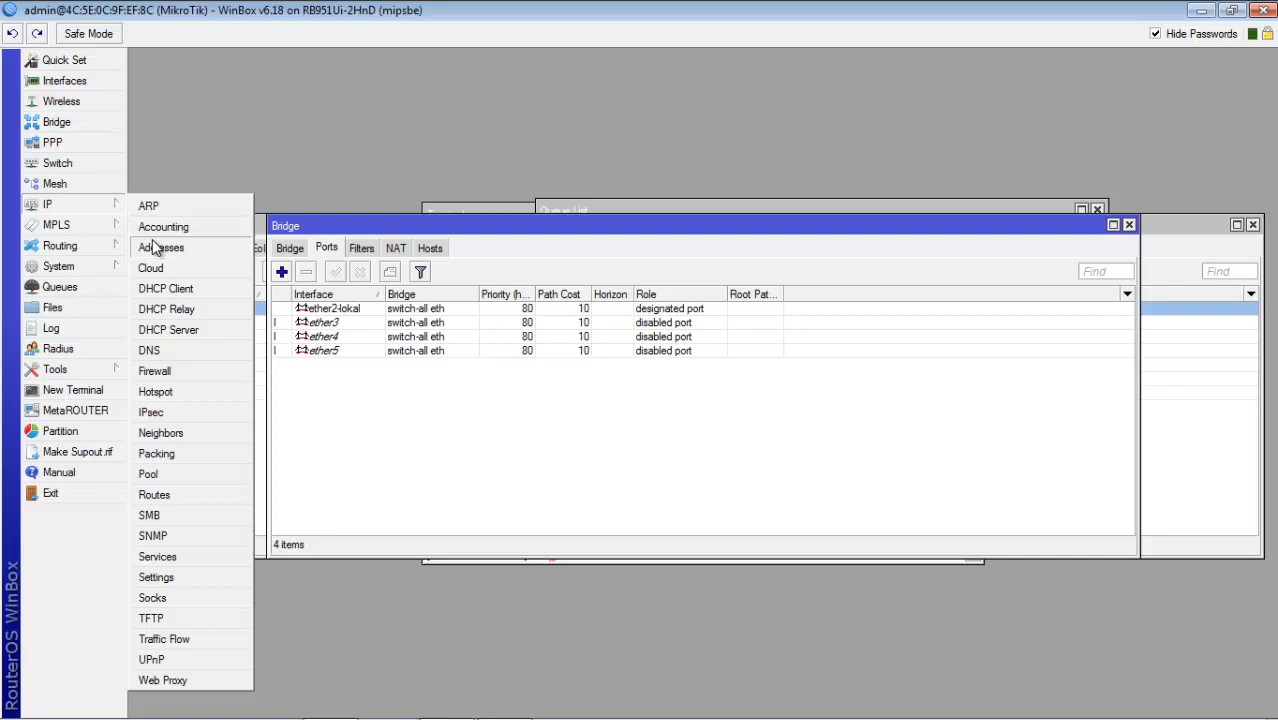 admin@4C:5E:0C:9F:EF:8C (MikroTik) - WinBox v6.18 on RB951Ui-2HnD (mipsbe)
Safe Mode
Hide Passwords
Quick Set
Interfaces
Wireless
Bridge
PPP
Switch
Mesh
IP
MPLS
Routing
System
Queues
Files
Log
Radius
Tools
New Terminal
MetaROUTER
Partition
Make Supout.rif
Manual
Exit
RouterOS WinBox
ARP
Accounting
Addresses
Cloud
DHCP Client
DHCP Relay
DHCP Server
DNS
Firewall
Hotspot
IPsec
Neighbors
Packing
Pool
Routes
SMB
SNMP
Services
Settings
Socks
TFTP
Traffic Flow
UPnP
Web Proxy
Queue List
Bridge
Bridge Ports Filters NAT Hosts
Find
Find
Interface Bridge Priority (h... Path Cost Horizon Role Root Pat...
ether2-lokal switch-all eth 80 10 designated port
I ether3 switch-all eth 80 10 disabled port
I ether4 switch-all eth 80 10 disabled port
I ether5 switch-all eth 80 10 disabled port
4 items